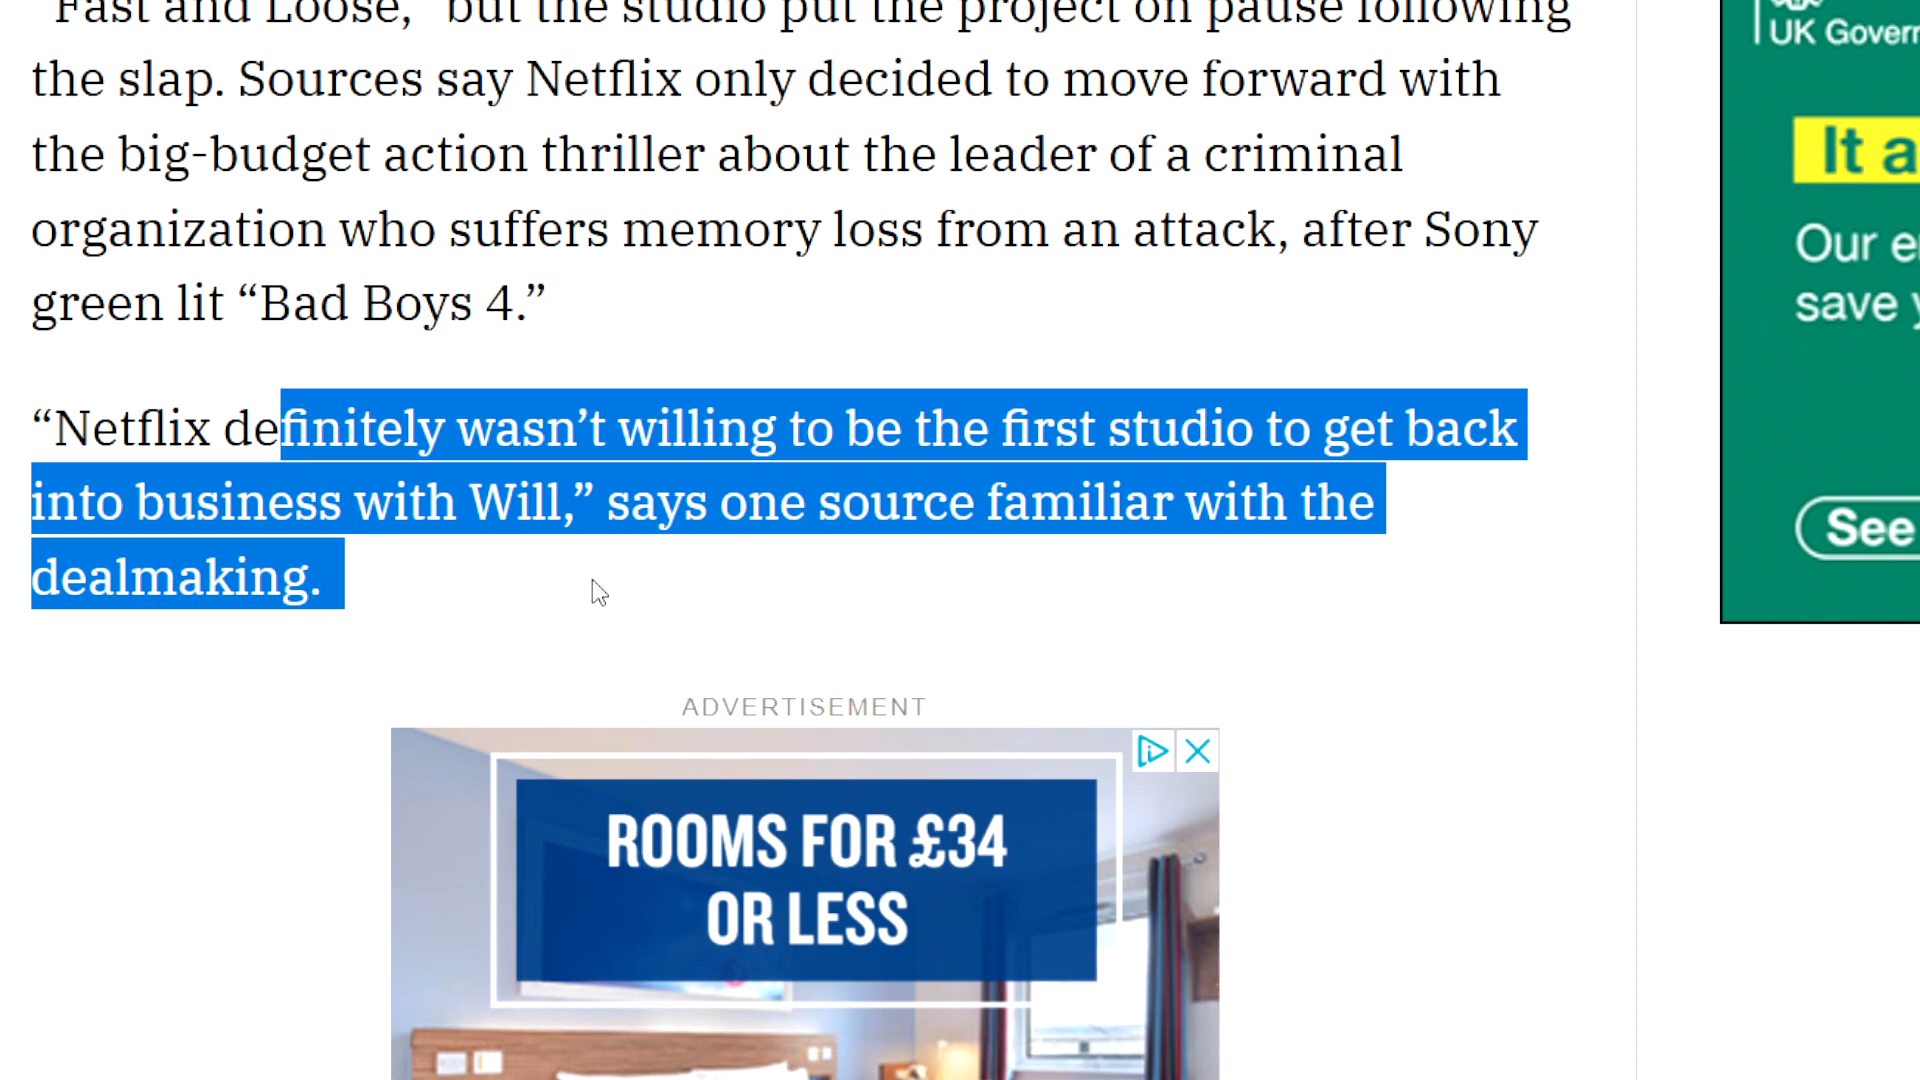 "Fast and Loose," but the studio put the project on pause following
the slap. Sources say Netflix only decided to move forward with
the big-budget action thriller about the leader of a criminal
organization who suffers memory loss from an attack, after Sony
green lit “Bad Boys 4.”
“Netflix definitely wasn’t willing to be the first studio to get back
into business with Will,” says one source familiar with the
dealmaking.
ADVERTISEMENT
ROOMS FOR £34
OR LESS
UK Govern
It a
Our e
save y
See